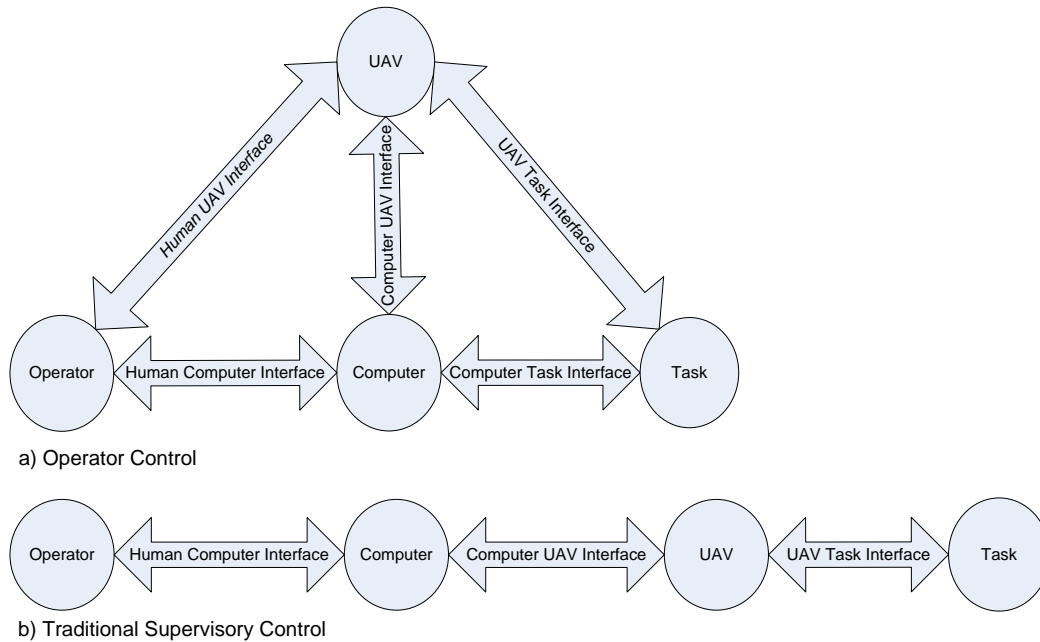 UAV
Human UAV Interface
Computer UAV Interface
UAV Task Interface
Operator
Human Computer Interface
Computer
Computer Task Interface
Task
a) Operator Control
Operator
Human Computer Interface
Computer
Computer UAV Interface
UAV
UAV Task Interface
Task
b) Traditional Supervisory Control